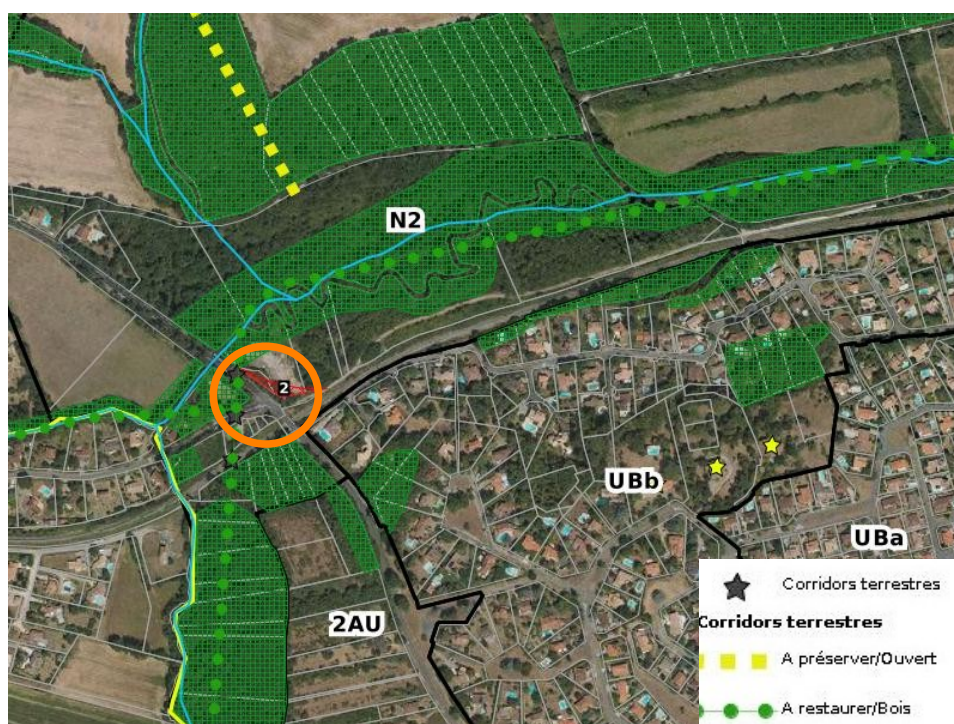 N2
2
UBb
UBa
2AU
Corridors terrestres
Corridors terrestres
A préserver/Ouvert
A restaurer/Bois